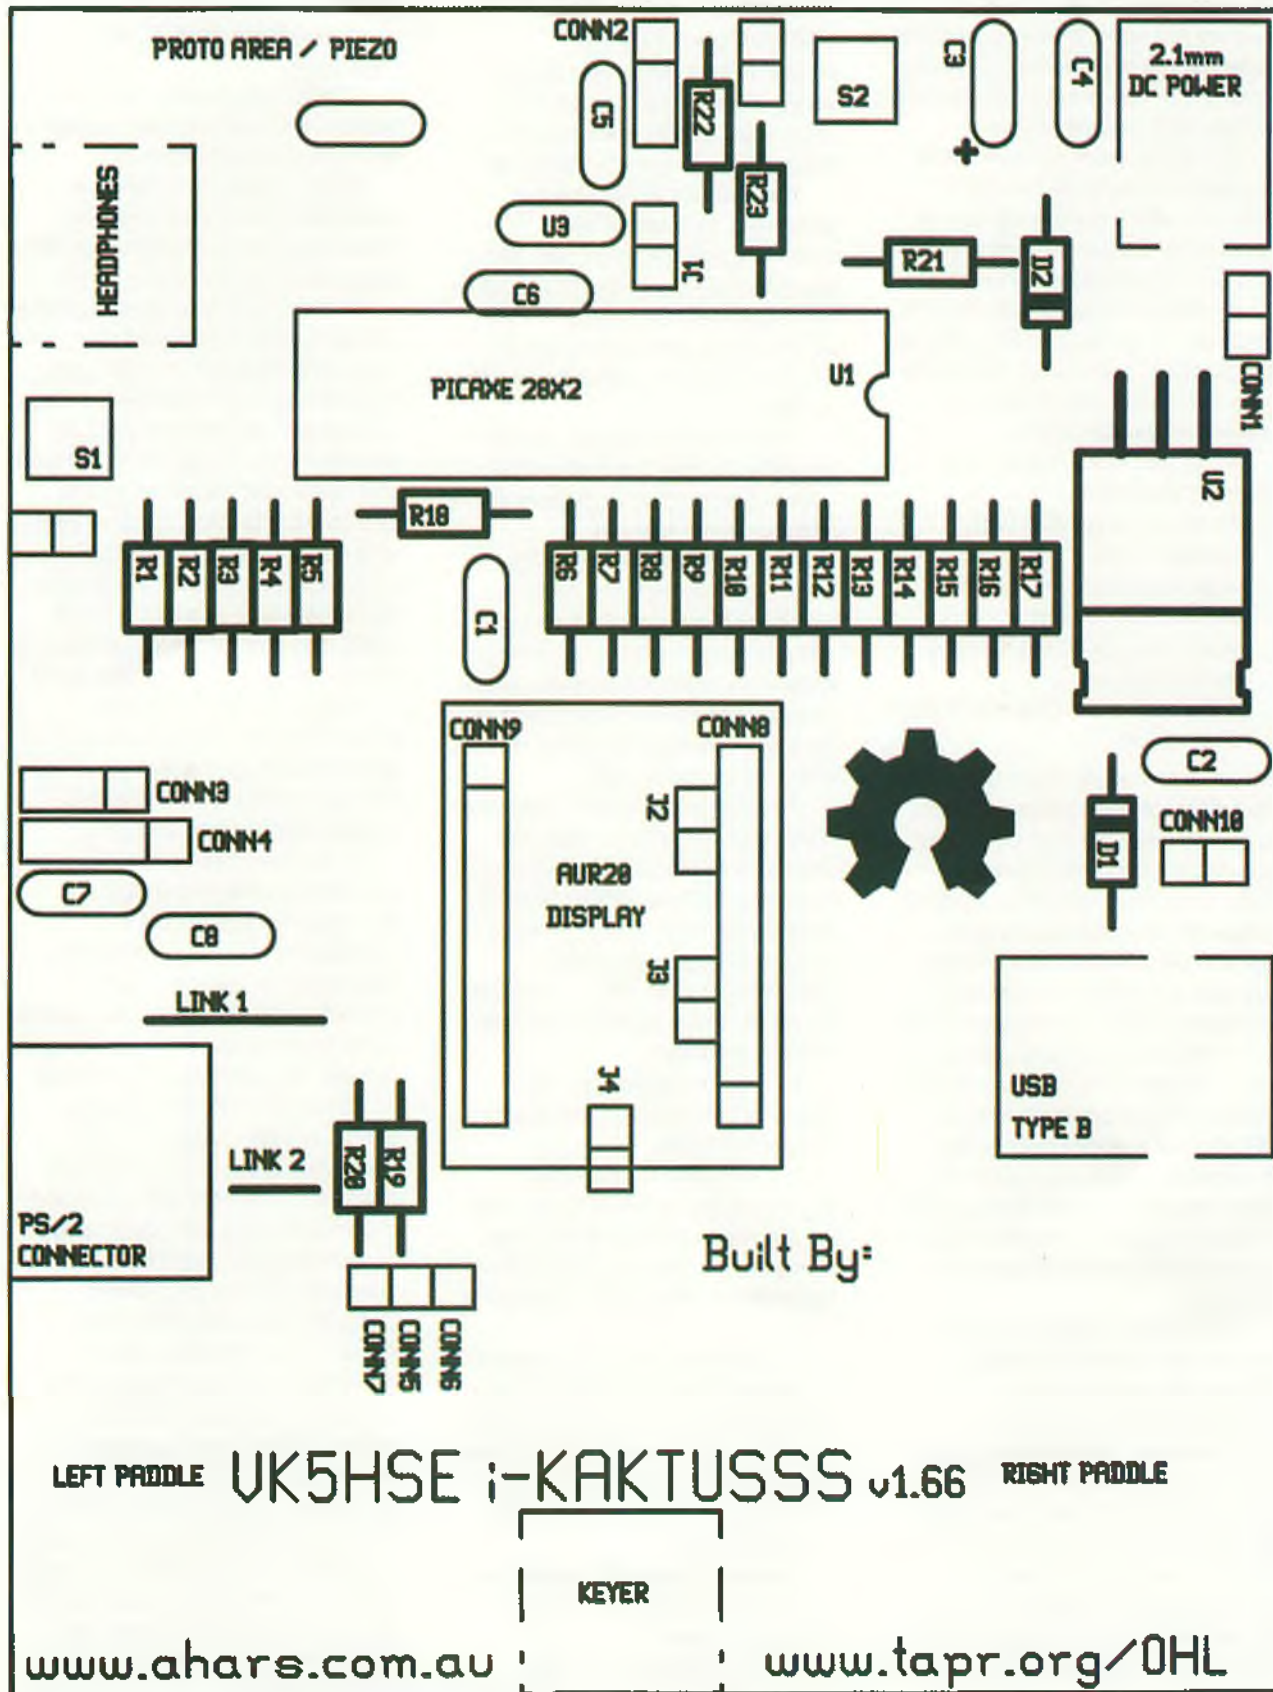 PROTO AREA / PIEZO
CONN2
C5
R22
S2
C3
C4
2.1mm
DC POWER
+
HEADPHONES
R23
U3
J1
R21
D2
C6
CONN1
PICAXE 28X2
U1
S1
U2
R18
R1
R2
R3
R4
R5
C1
R6
R7
R8
R9
R10
R11
R12
R13
R14
R15
R16
R17
CONN9
CONN8
C2
CONN3
CONN4
J2
D1
CONN10
AUR20
DISPLAY
C7
C8
J3
LINK 1
USB
TYPE B
J4
LINK 2
R20
R19
PS/2
CONNECTOR
Built By:
CONN7
CONN5
CONN6
LEFT PADDLE
VK5HSE i-KAKTUSSS v1.66
RIGHT PADDLE
KEYER
www.ahars.com.au
www.tapr.org/OHL